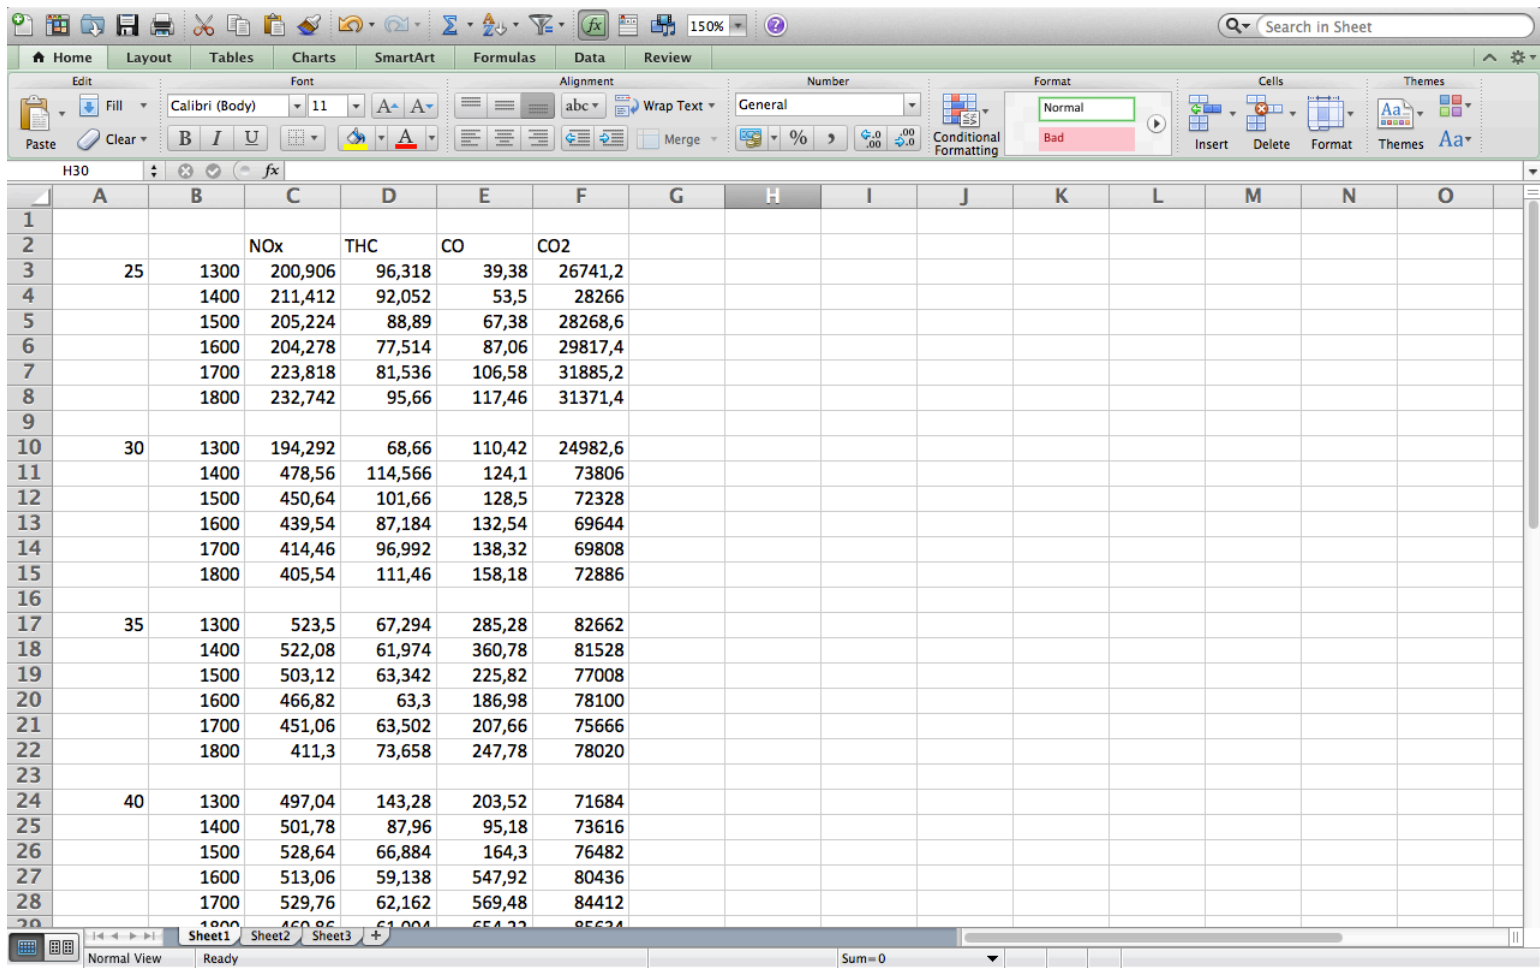 150% Search in Sheet
Home Layout Tables Charts SmartArt Formulas Data Review
Edit Font Alignment Number Format Cells Themes
Paste Fill Calibri (Body) 11 A A abc Wrap Text General Conditional Formatting Normal Insert Delete Format Themes Aa
Clear B I U A Merge % , .0 .00 .00 .0 Bad Aa
H30 fx
A B C D E F G H I J K L M N O
1
2 NOx THC CO CO2
3 25 1300 200,906 96,318 39,38 26741,2
4 1400 211,412 92,052 53,5 28266
5 1500 205,224 88,89 67,38 28268,6
6 1600 204,278 77,514 87,06 29817,4
7 1700 223,818 81,536 106,58 31885,2
8 1800 232,742 95,66 117,46 31371,4
9
10 30 1300 194,292 68,66 110,42 24982,6
11 1400 478,56 114,566 124,1 73806
12 1500 450,64 101,66 128,5 72328
13 1600 439,54 87,184 132,54 69644
14 1700 414,46 96,992 138,32 69808
15 1800 405,54 111,46 158,18 72886
16
17 35 1300 523,5 67,294 285,28 82662
18 1400 522,08 61,974 360,78 81528
19 1500 503,12 63,342 225,82 77008
20 1600 466,82 63,3 186,98 78100
21 1700 451,06 63,502 207,66 75666
22 1800 411,3 73,658 247,78 78020
23
24 40 1300 497,04 143,28 203,52 71684
25 1400 501,78 87,96 95,18 73616
26 1500 528,64 66,884 164,3 76482
27 1600 513,06 59,138 547,92 80436
28 1700 529,76 62,162 569,48 84412
29 1800
Sheet1 Sheet2 Sheet3 +
Normal View Ready Sum=0